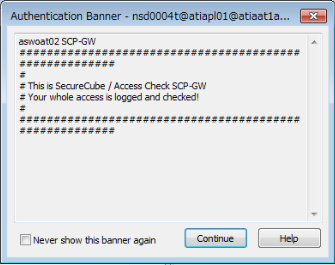 Authentication Banner - nsd0004t@atiapl01@atiaat1a...
aswoat02 SCP-GW
########################################
##############
#
# This is SecureCube / Access Check SCP-GW
# Your whole access is logged and checked!
#
########################################
##############
Never show this banner again
Continue
Help